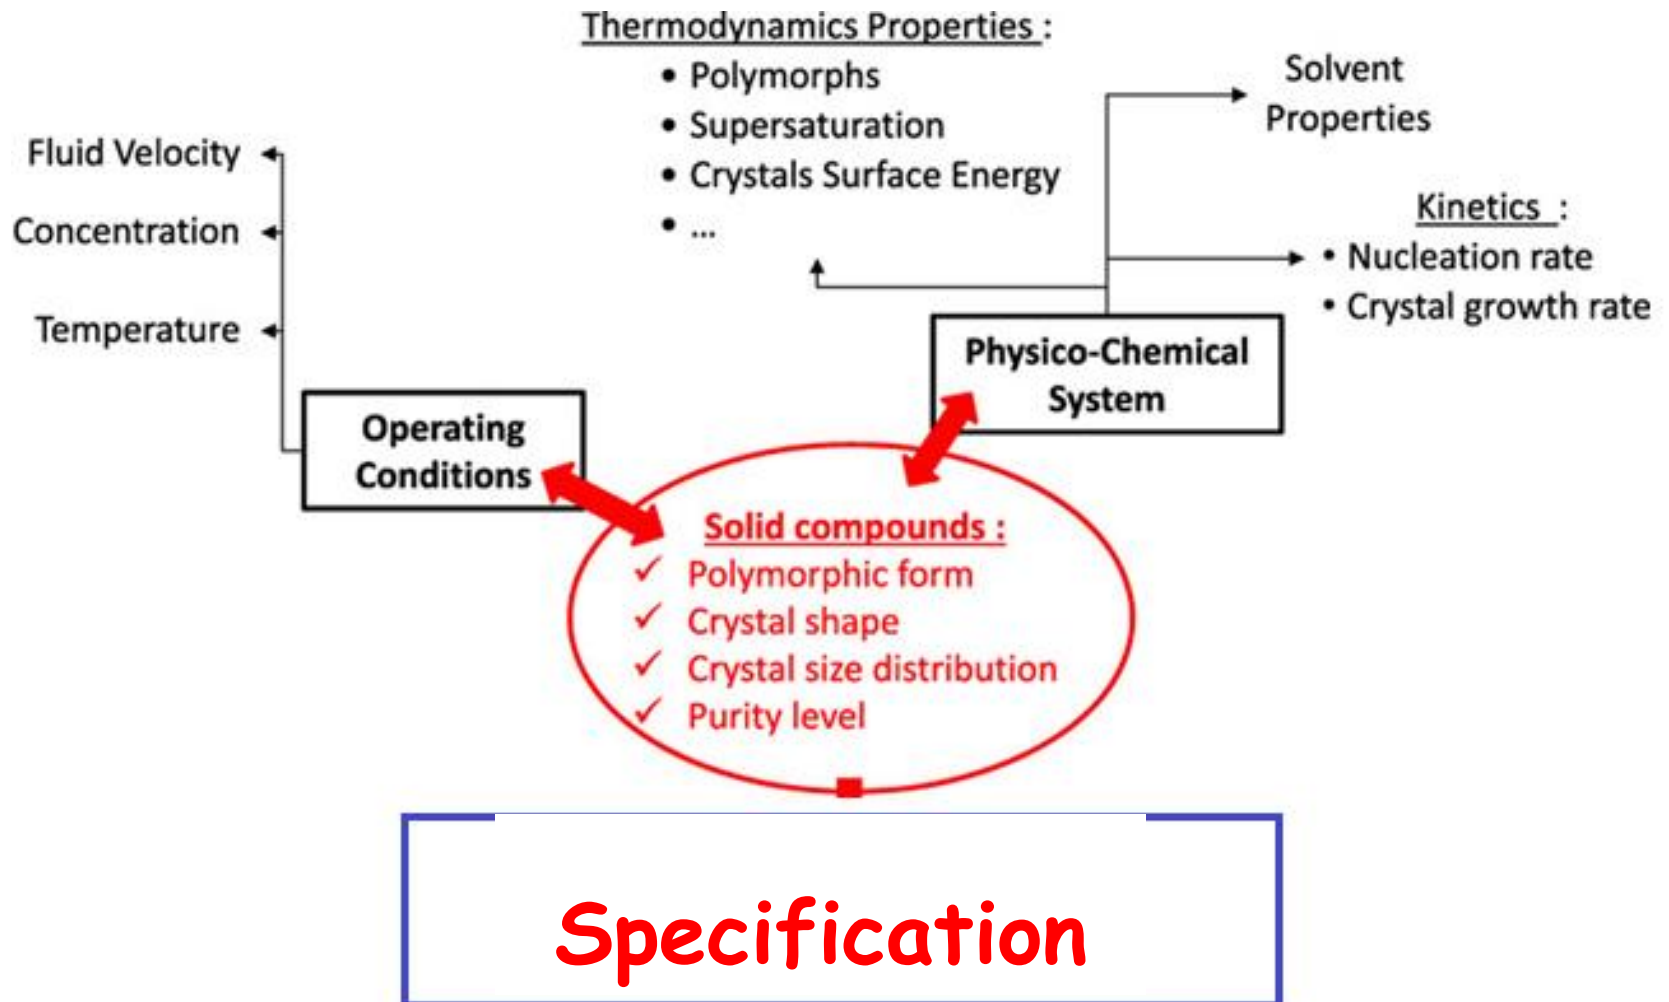 Thermodynamics Properties :
• Polymorphs
• Supersaturation
• Crystals Surface Energy
• ...
Solvent
Properties
Kinetics :
• Nucleation rate
• Crystal growth rate
Fluid Velocity
Concentration
Temperature
Physico-Chemical
System
Operating
Conditions
Solid compounds :
✓ Polymorphic form
✓ Crystal shape
✓ Crystal size distribution
✓ Purity level
Specification